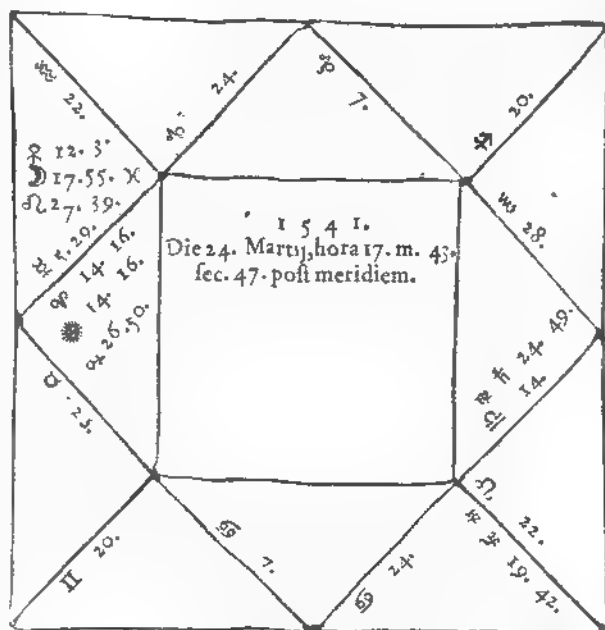 ♒ 22.
♑ 24.
♑ 7.
♐ 20.
♏ 28.
♀ 12. 3
☽ 17. 55. ♓
☊ 27. 39.
☿ 5. 29.
♈ 14. 16.
☀ 14. 16.
26. 50.
1 5 4 1.
Die 24. Martij, hora 17. m. 43.
sec. 47. post meridiem.
♄ 24. 49.
♎ 14.
♉ 25.
♊ 20.
♋ 7.
♋ 24.
♌ 22.
19. 42.